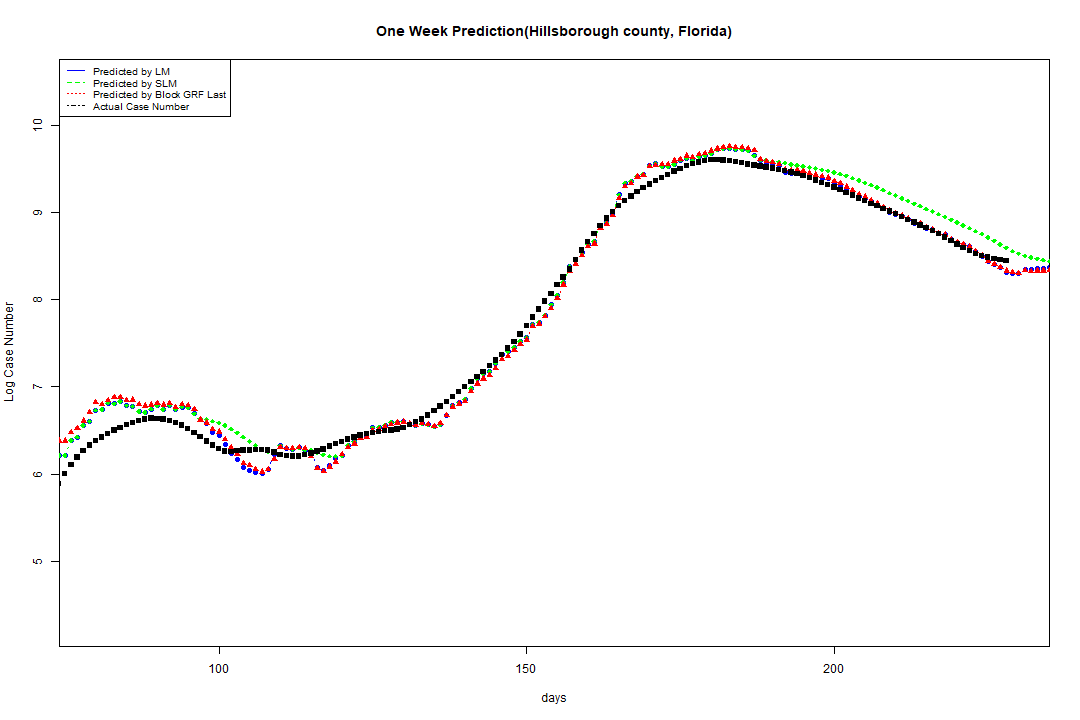 One Week Prediction(Hillsborough county, Florida)
Predicted by LM
Predicted by SLM
Predicted by Block GRF Last
Actual Case Number
10
9
8
7
6
5
Log Case Number
100 150 200
days